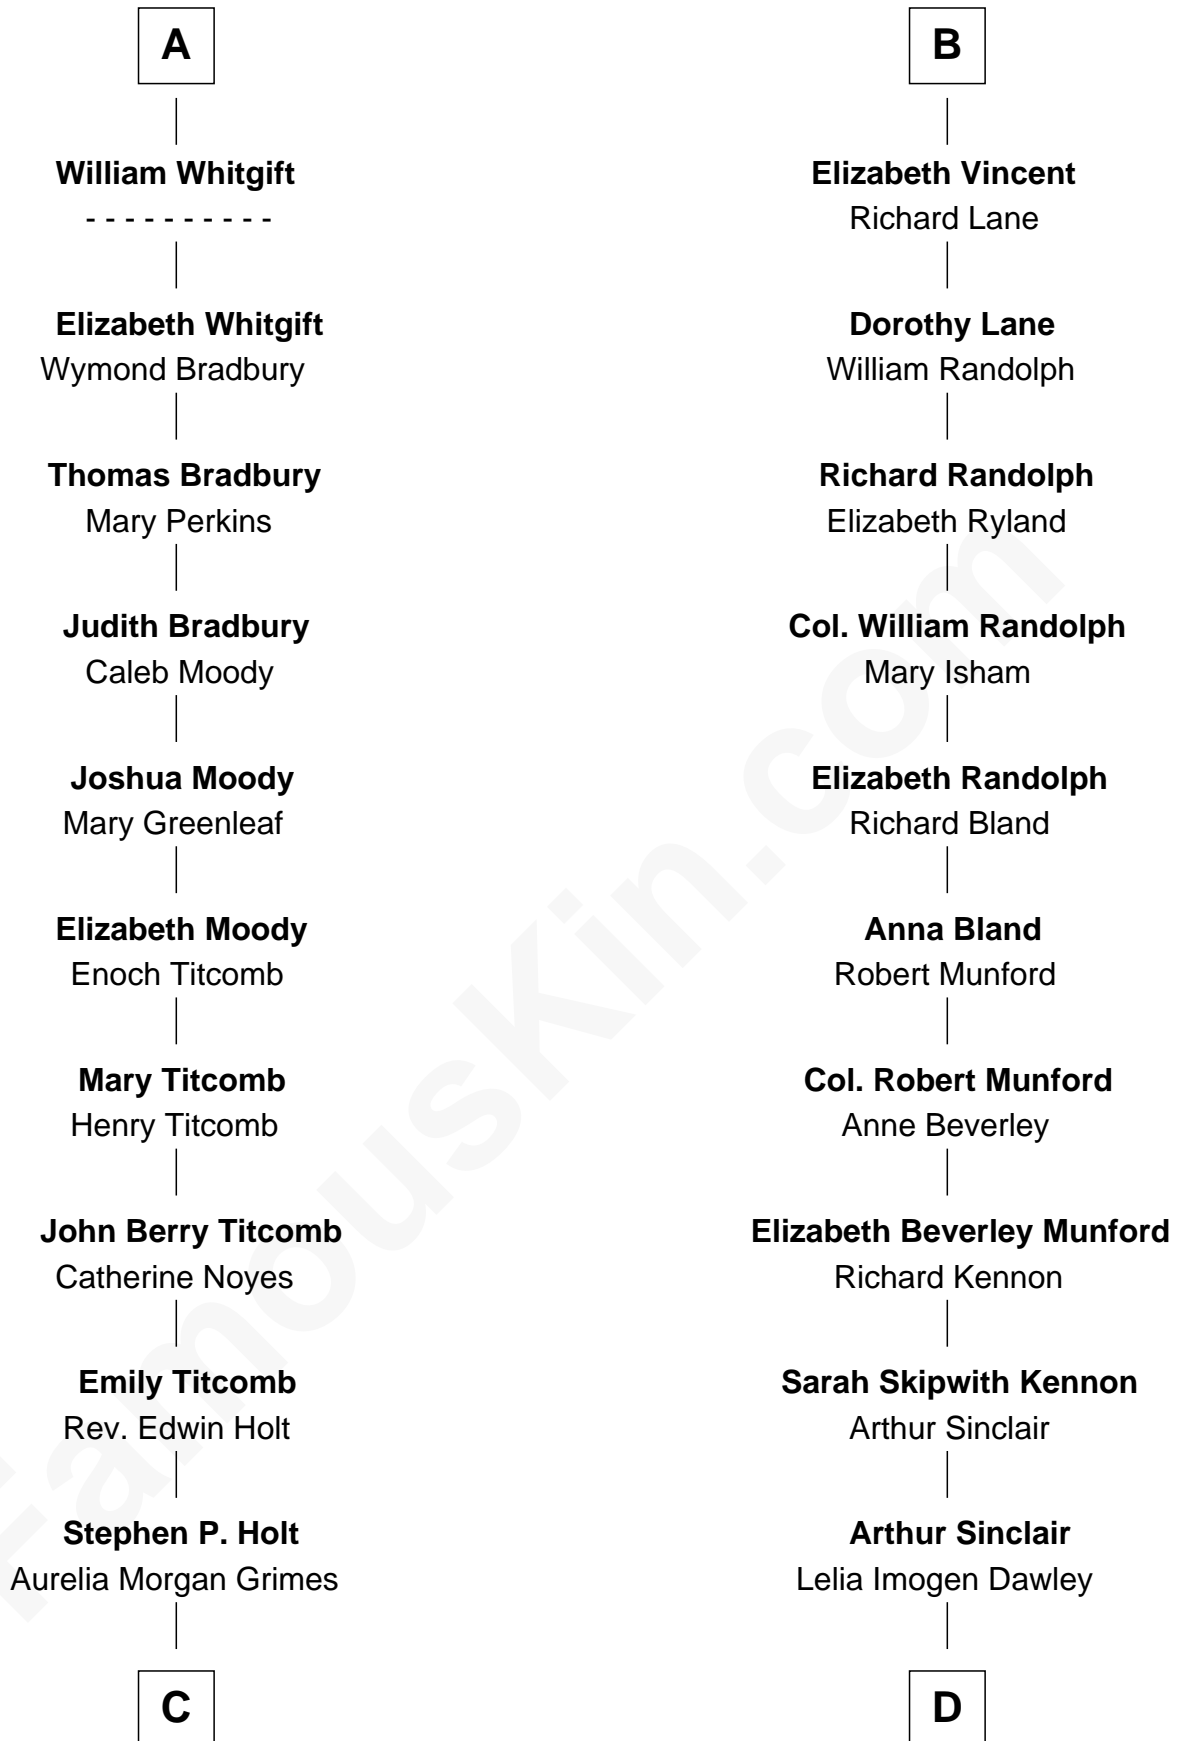 A
William Whitgift
- - - - - - - - - -
Elizabeth Whitgift
Wymond Bradbury
Thomas Bradbury
Mary Perkins
Judith Bradbury
Caleb Moody
Joshua Moody
Mary Greenleaf
Elizabeth Moody
Enoch Titcomb
Mary Titcomb
Henry Titcomb
John Berry Titcomb
Catherine Noyes
Emily Titcomb
Rev. Edwin Holt
Stephen P. Holt
Aurelia Morgan Grimes
C
B
Elizabeth Vincent
Richard Lane
Dorothy Lane
William Randolph
Richard Randolph
Elizabeth Ryland
Col. William Randolph
Mary Isham
Elizabeth Randolph
Richard Bland
Anna Bland
Robert Munford
Col. Robert Munford
Anne Beverley
Elizabeth Beverley Munford
Richard Kennon
Sarah Skipwith Kennon
Arthur Sinclair
Arthur Sinclair
Lelia Imogen Dawley
D
FamousKin.com